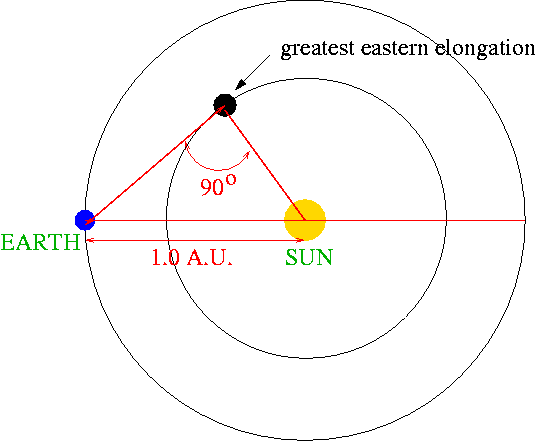 greatest eastern elongation
90°
EARTH
1.0 A.U.
SUN